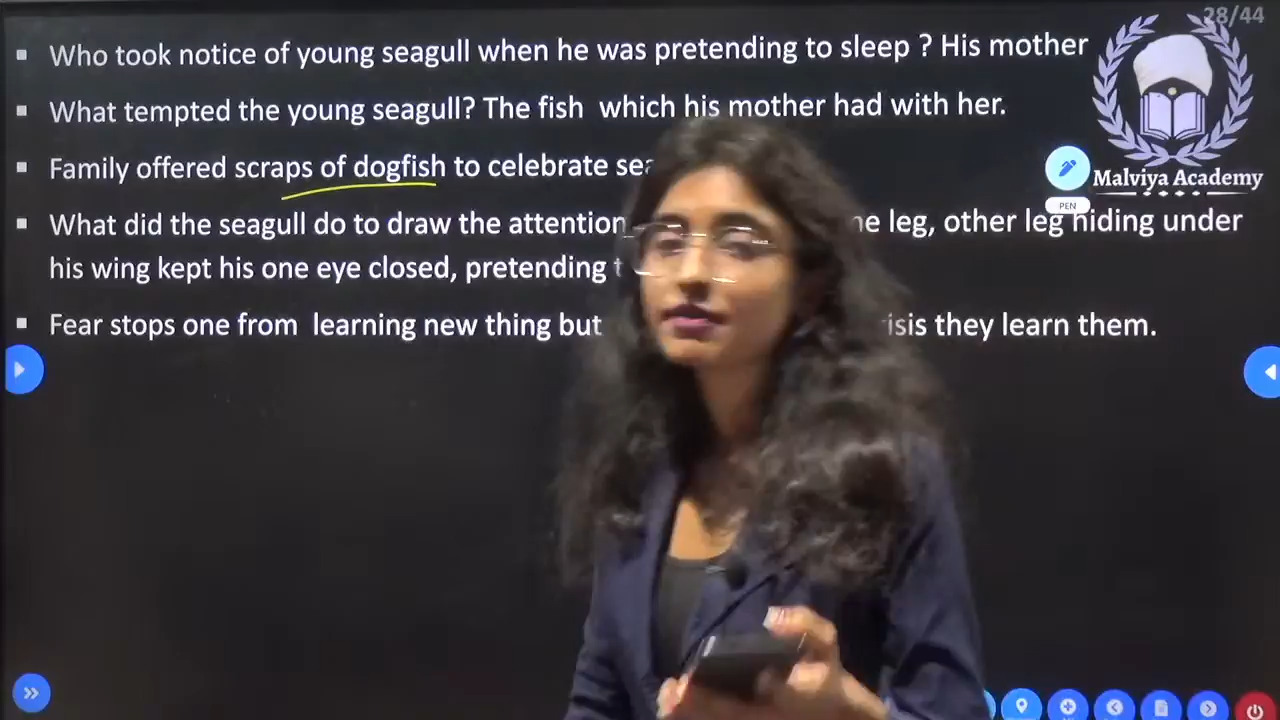 28/44
Who took notice of young seagull when he was pretending to sleep ? His mother
What tempted the young seagull? The fish which his mother had with her.
Family offered scraps of dogfish to celebrate
What did the seagull do to draw the attention leg, other leg hiding under
his wing kept his one eye closed, pretending
Fear stops one from learning new thing but they learn them.
Malviya Academy
PEN